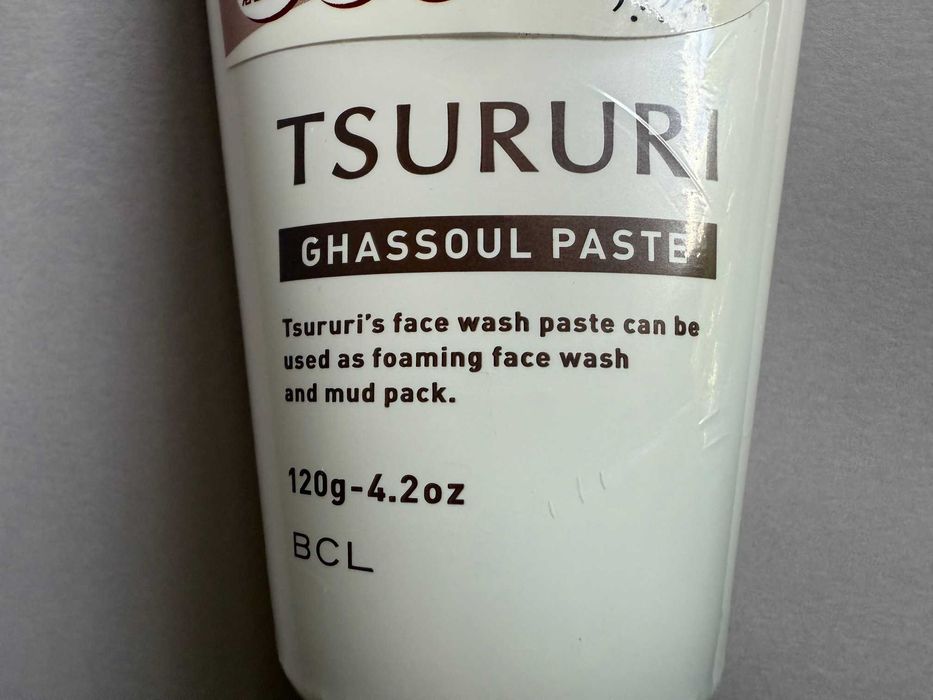 TSURURI
GHASSOUL PASTE
Tsururi's face wash paste can be
used as foaming face wash
and mud pack.
120g-4.2oz
BCL